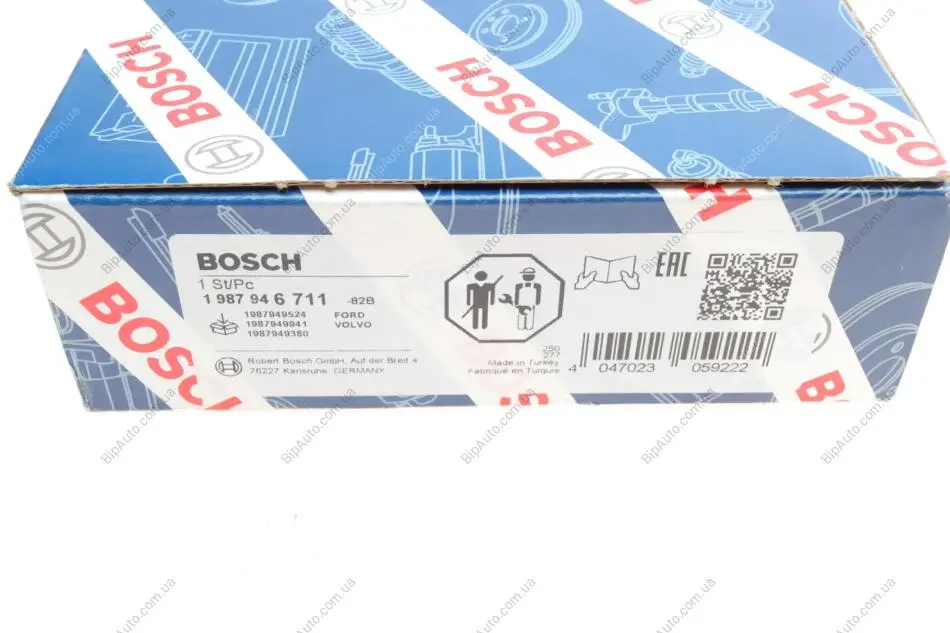 BOSCH
BOSCH
BOSCH
BOSCH
BOSCH
1 St/Pc
1 987 94 6 711 -82B
1987949524 FORD
1987949941 VOLVO
1987949380
Robert Bosch GmbH, Auf der Breit 4
76227 Karlsruhe, GERMANY
EAC
250
277
Made in Turkey
Fabriqué en Turquie
4 047023 059222
BOSCH
BipAuto.com.ua